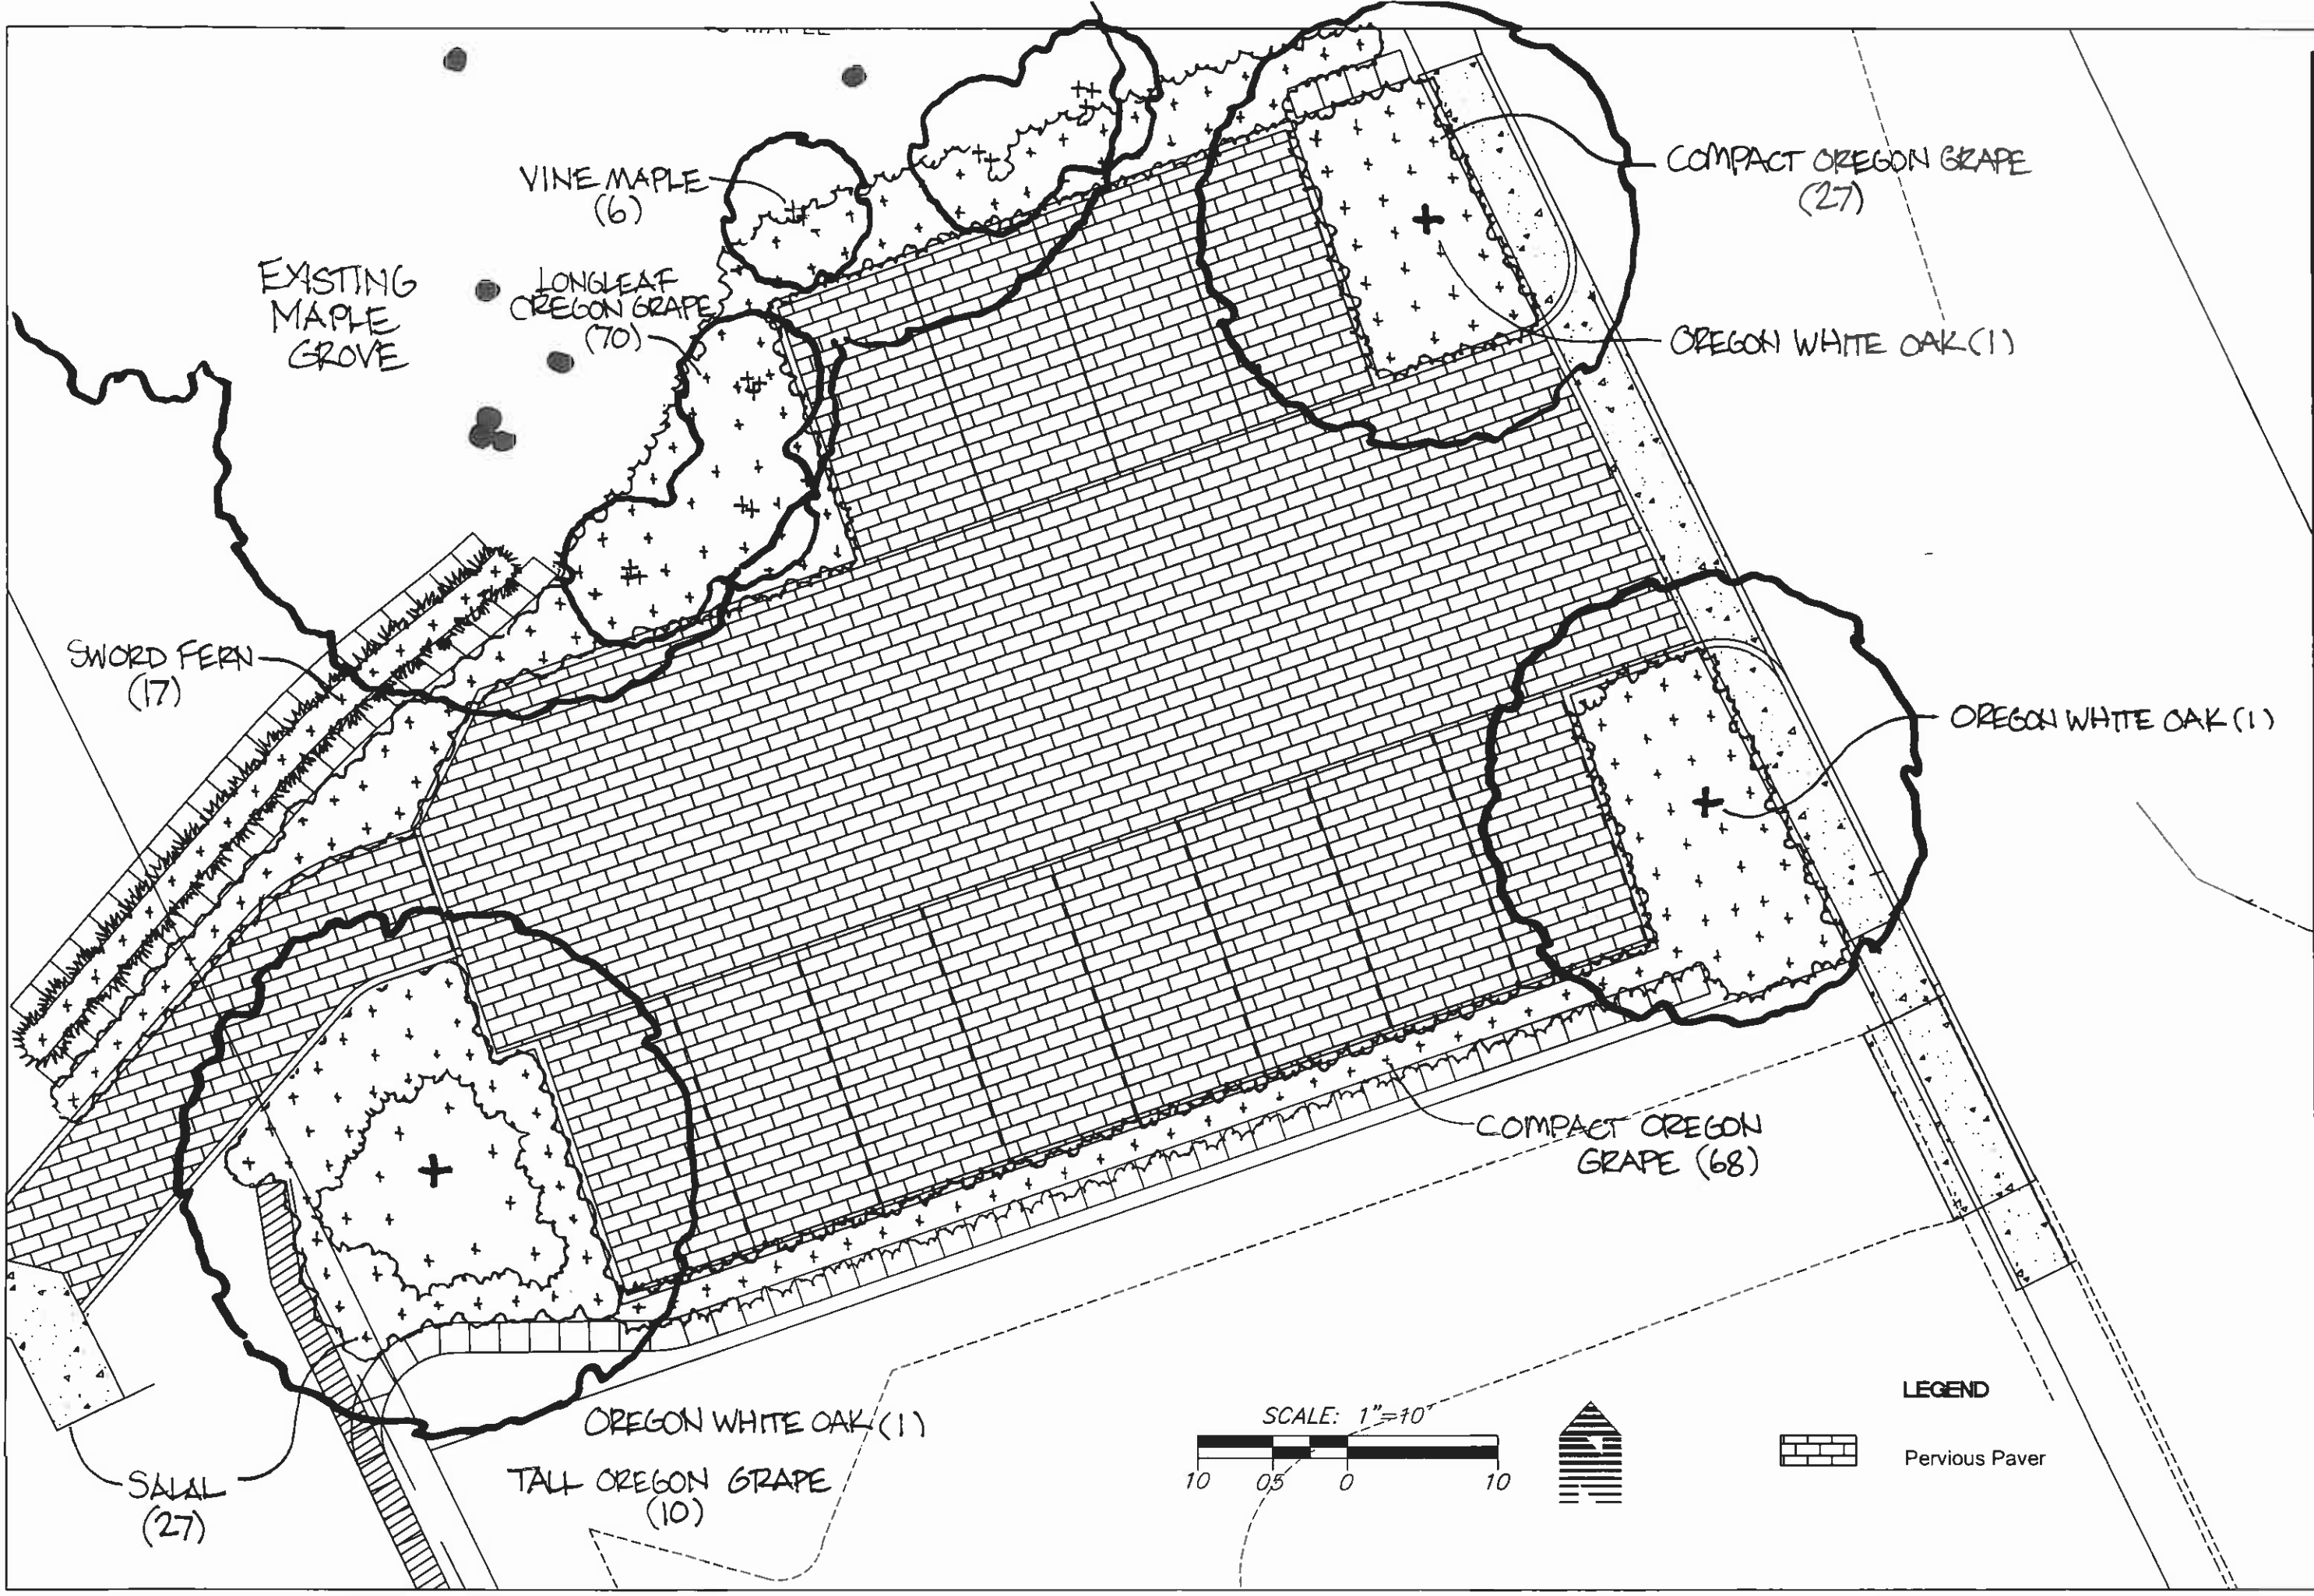 VINE MAPLE
(6)
COMPACT OREGON GRAPE
(27)
EXISTING
MAPLE
GROVE
LONGLEAF
OREGON GRAPE
(70)
OREGON WHITE OAK (1)
SWORD FERN
(17)
OREGON WHITE OAK (1)
COMPACT OREGON
GRAPE (68)
OREGON WHITE OAK (1)
TALL OREGON GRAPE
(10)
SALAL
(27)
SCALE: 1"=10'
10 05 0 10
LEGEND
Pervious Paver